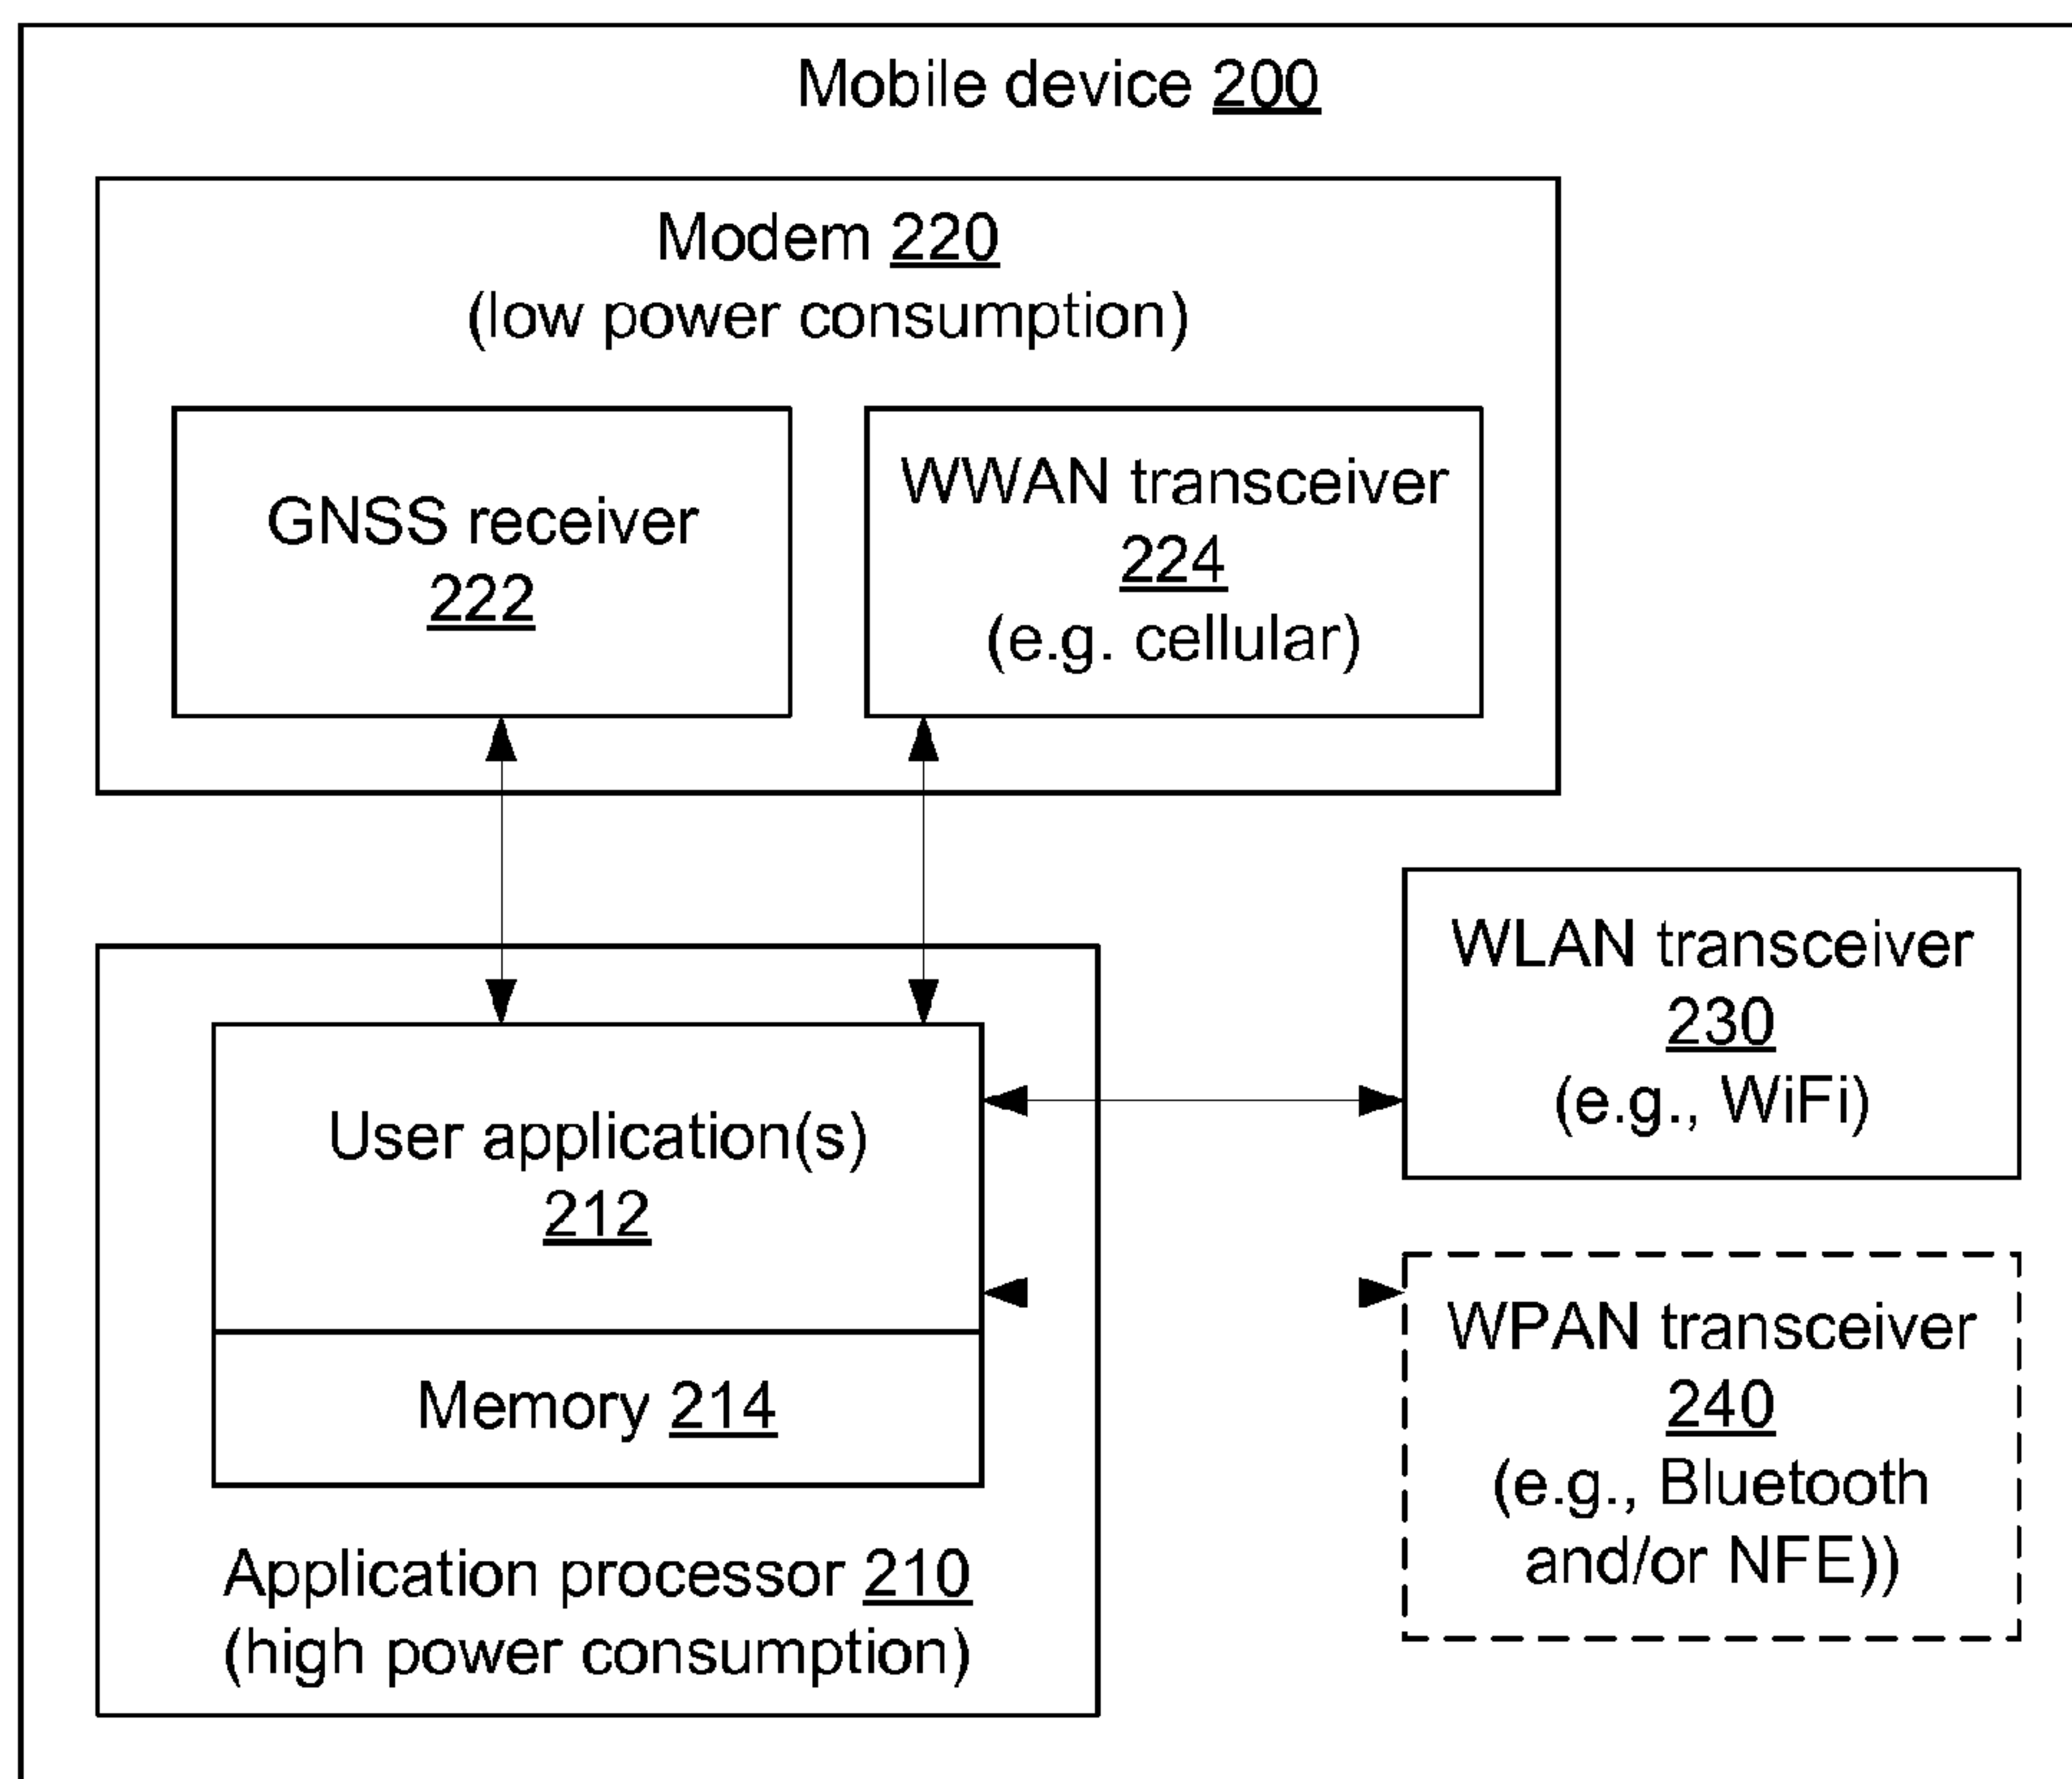 Mobile device 200
Modem 220
(low power consumption)
GNSS receiver
222
WWAN transceiver
224
(e.g. cellular)
WLAN transceiver
230
(e.g., WiFi)
User application(s)
212
Memory 214
Application processor 210
(high power consumption)
WPAN transceiver
240
(e.g., Bluetooth
and/or NFE))